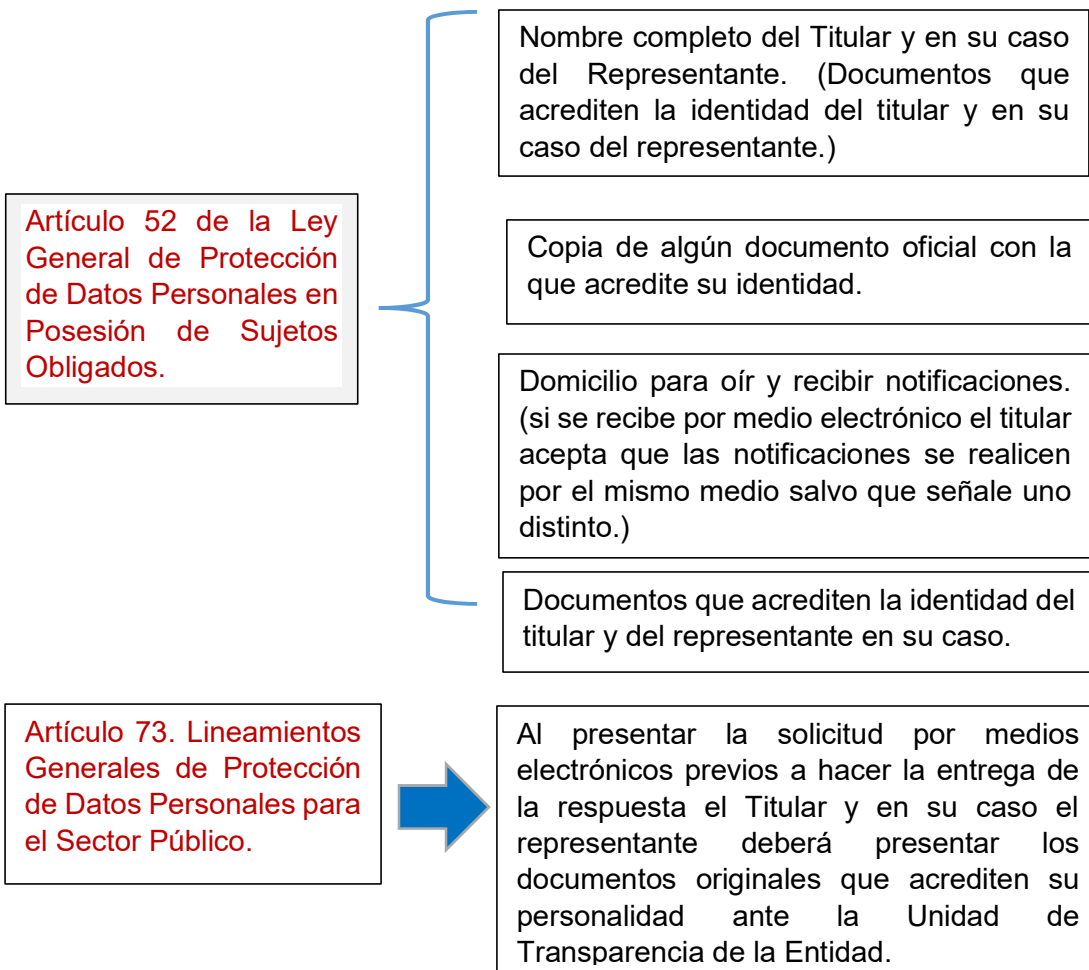 Artículo 52 de la Ley
General de Protección
de Datos Personales en
Posesión de Sujetos
Obligados.
Nombre completo del Titular y en su caso
del Representante. (Documentos que
acrediten la identidad del titular y en su
caso del representante.)
Copia de algún documento oficial con la
que acredite su identidad.
Domicilio para oír y recibir notificaciones.
(si se recibe por medio electrónico el titular
acepta que las notificaciones se realicen
por el mismo medio salvo que señale uno
distinto.)
Documentos que acrediten la identidad del
titular y del representante en su caso.
Artículo 73. Lineamientos
Generales de Protección
de Datos Personales para
el Sector Público.
Al presentar la solicitud por medios
electrónicos previos a hacer la entrega de
la respuesta el Titular y en su caso el
representante deberá presentar los
documentos originales que acrediten su
personalidad ante la Unidad de
Transparencia de la Entidad.